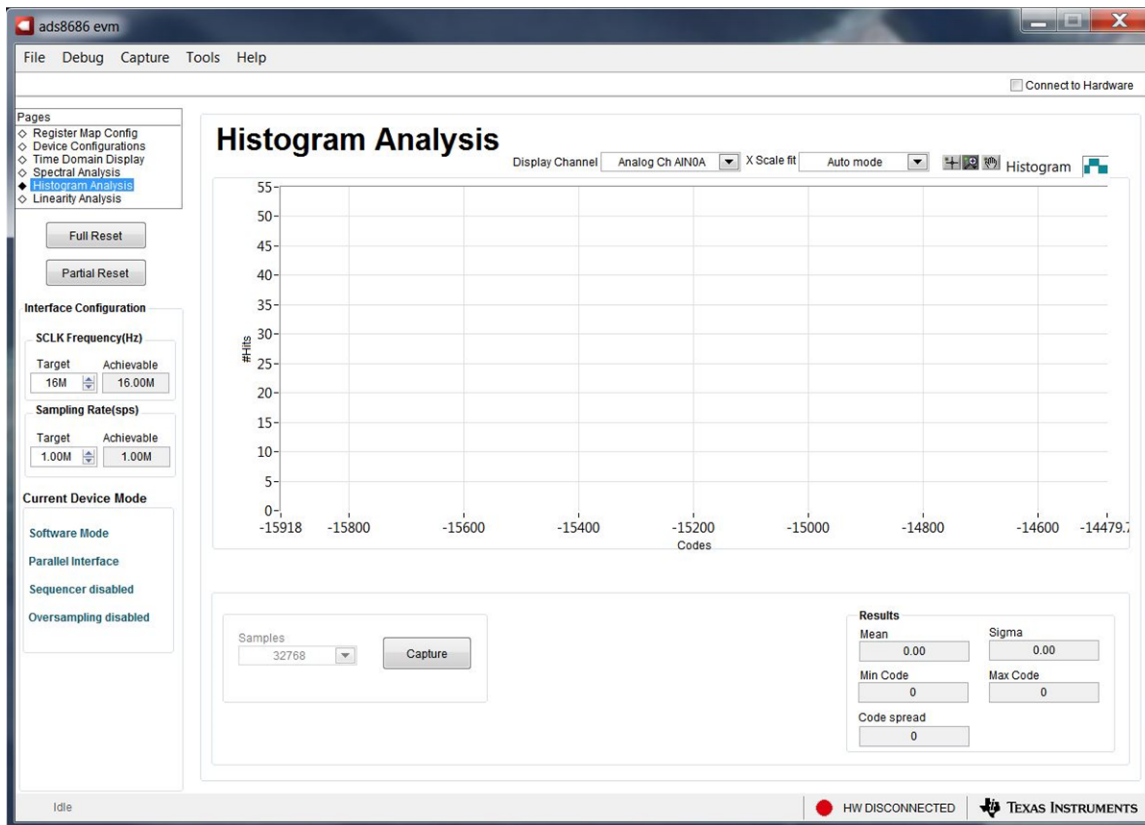 ads8686 evm
File Debug Capture Tools Help
Connect to Hardware
Pages
Register Map Config
Device Configurations
Time Domain Display
Spectral Analysis
Histogram Analysis
Linearity Analysis
Full Reset
Partial Reset
Interface Configuration
SCLK Frequency(Hz)
Target Achievable
16M 16.00M
Sampling Rate(sps)
Target Achievable
1.00M 1.00M
Current Device Mode
Software Mode
Parallel Interface
Sequencer disabled
Oversampling disabled
Histogram Analysis
Display Channel Analog Ch AIN0A X Scale fit Auto mode Histogram
55
50
45
40
35
30
25
20
15
10
5
0
#Hits
-15918 -15800 -15600 -15400 -15200 -15000 -14800 -14600 -14479.
Codes
Samples
32768
Capture
Results
Mean Sigma
0.00 0.00
Min Code Max Code
0 0
Code spread
0
Idle
HW DISCONNECTED
TEXAS INSTRUMENTS